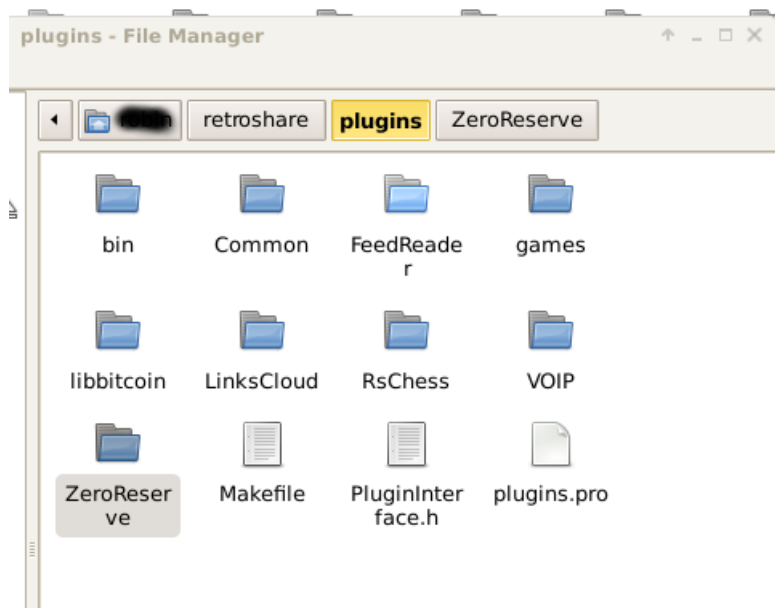 plugins - File Manager
retroshare plugins ZeroReserve
bin Common FeedReade
r games
libbitcoin LinksCloud RsChess VOIP
ZeroReser
ve Makefile PluginInter
face.h plugins.pro